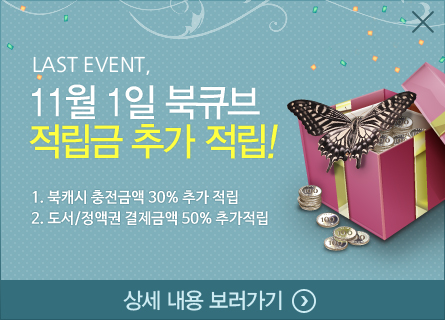 LAST EVENT,
11월 1일 북큐브
적립금 추가 적립!
1. 북캐시 충전금액 30% 추가 적립
2. 도서/정액권 결제금액 50% 추가적립
상세 내용 보러가기